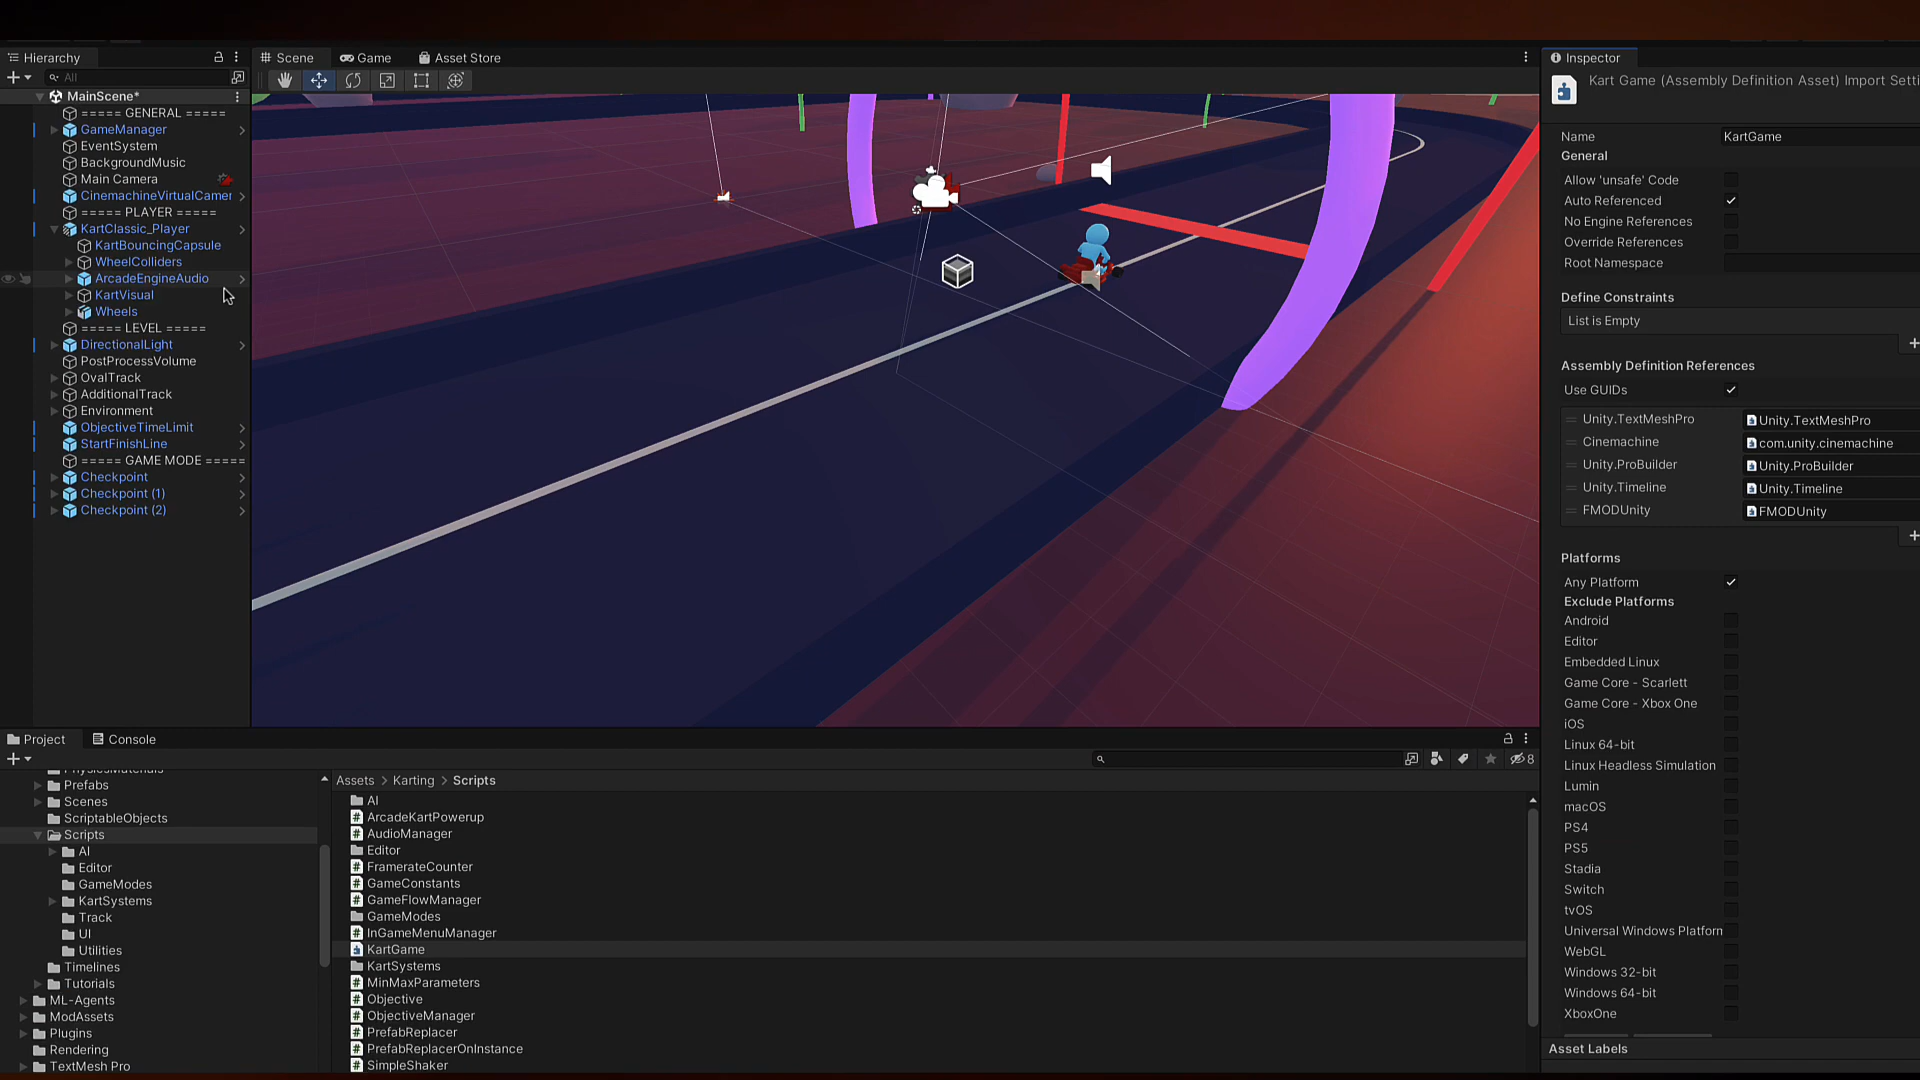 Hierarchy
All
MainScene*
===== GENERAL =====
GameManager
EventSystem
BackgroundMusic
Main Camera
CinemachineVirtualCamer
===== PLAYER =====
KartClassic_Player
KartBouncingCapsule
WheelColliders
ArcadeEngineAudio
KartVisual
Wheels
===== LEVEL =====
DirectionalLight
PostProcessVolume
OvalTrack
AdditionalTrack
Environment
ObjectiveTimeLimit
StartFinishLine
===== GAME MODE =====
Checkpoint
Checkpoint (1)
Checkpoint (2)
Scene Game Asset Store
Inspector
Kart Game (Assembly Definition Asset) Import Setti
Name KartGame
General
Allow 'unsafe' Code
Auto Referenced
No Engine References
Override References
Root Namespace
Define Constraints
List is Empty
Assembly Definition References
Use GUIDs
Unity.TextMeshPro Unity.TextMeshPro
Cinemachine com.unity.cinemachine
Unity.ProBuilder Unity.ProBuilder
Unity.Timeline Unity.Timeline
FMODUnity FMODUnity
Platforms
Any Platform
Exclude Platforms
Android
Editor
Embedded Linux
Game Core - Scarlett
Game Core - Xbox One
iOS
Linux 64-bit
Linux Headless Simulation
Lumin
macOS
PS4
PS5
Stadia
Switch
tvOS
Universal Windows Platform
WebGL
Windows 32-bit
Windows 64-bit
XboxOne
Asset Labels
Project Console
8
PhysicsMaterials
Prefabs
Scenes
ScriptableObjects
Scripts
AI
Editor
GameModes
KartSystems
Track
UI
Utilities
Timelines
Tutorials
ML-Agents
ModAssets
Plugins
Rendering
TextMesh Pro
Assets > Karting > Scripts
AI
ArcadeKartPowerup
AudioManager
Editor
FramerateCounter
GameConstants
GameFlowManager
GameModes
InGameMenuManager
KartGame
KartSystems
MinMaxParameters
Objective
ObjectiveManager
PrefabReplacer
PrefabReplacerOnInstance
SimpleShaker